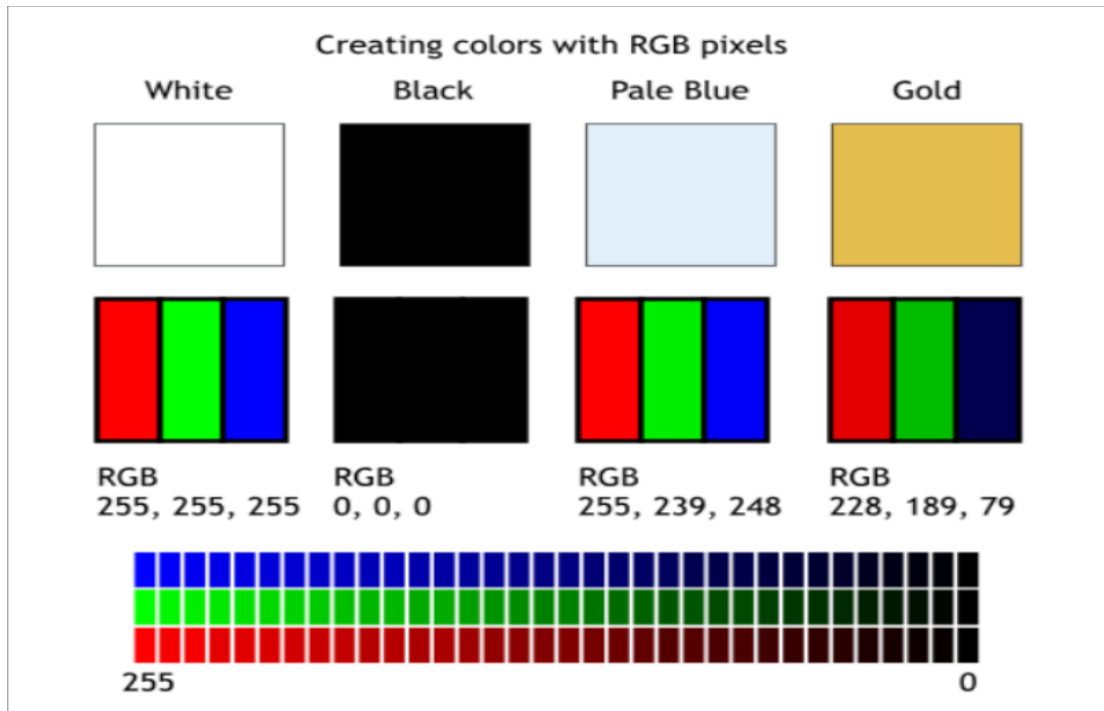 Creating colors with RGB pixels
White Black Pale Blue Gold
RGB RGB RGB RGB
255, 255, 255 0, 0, 0 255, 239, 248 228, 189, 79
255 0